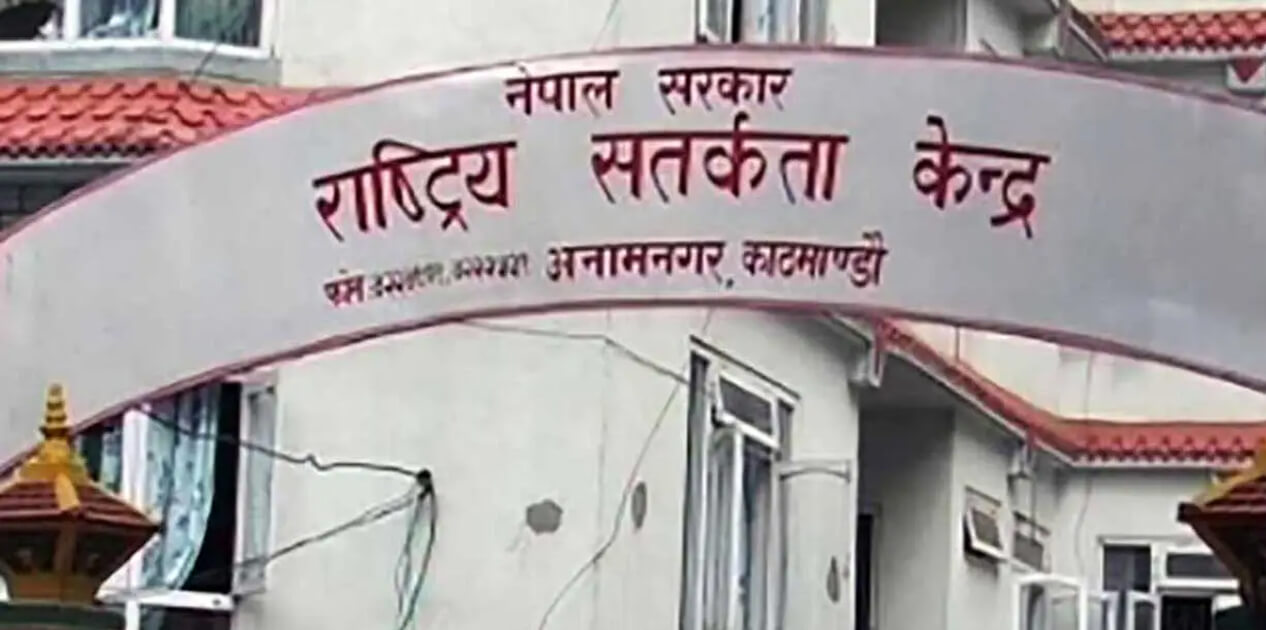 नेपाल सरकार
राष्ट्रिय सतर्कता केन्द्र
फोन अनामनगर, काठमाण्डौ